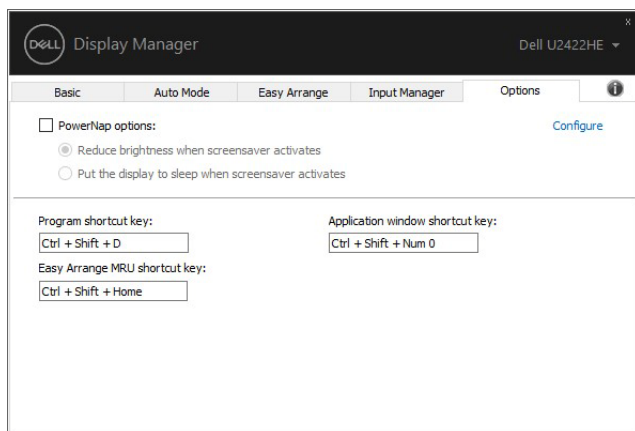 DELL Display Manager
Dell U2422HE
x
Basic Auto Mode Easy Arrange Input Manager Options
PowerNap options:
Configure
Reduce brightness when screensaver activates
Put the display to sleep when screensaver activates
Program shortcut key:
Application window shortcut key:
Ctrl + Shift + D
Ctrl + Shift + Num 0
Easy Arrange MRU shortcut key:
Ctrl + Shift + Home